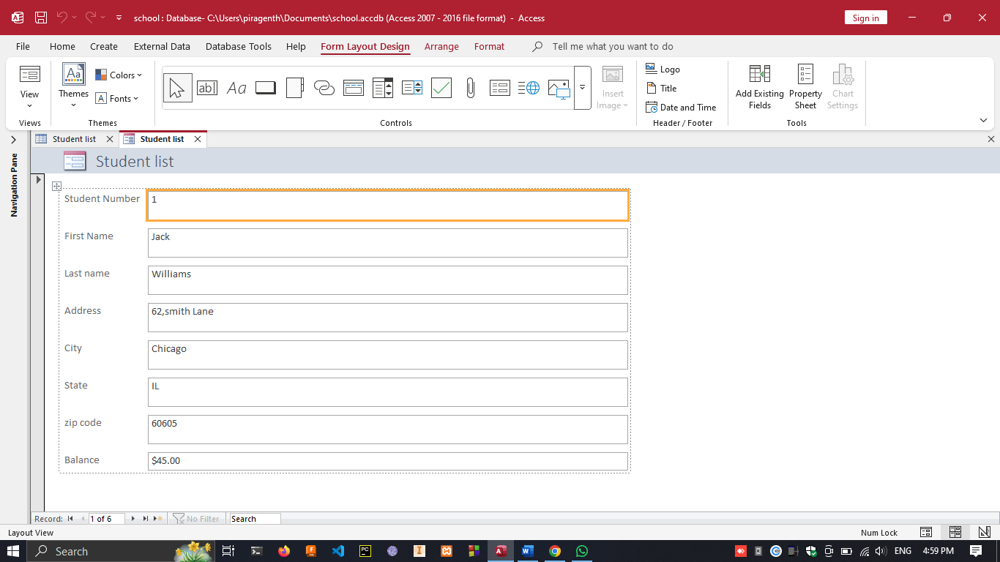 school : Database- C:\Users\piragenth\Documents\school.accdb (Access 2007 - 2016 file format) - Access
Sign in
File Home Create External Data Database Tools Help Form Layout Design Arrange Format Tell me what you want to do
View
Views
Aa
Themes
Colors
Fonts
Themes
ab
Aa
Controls
Insert
Image
Logo
Title
Date and Time
Header / Footer
Add Existing
Fields
Property
Sheet
Chart
Settings
Tools
Student list
Student list
Navigation Pane
Student list
Student Number 1
First Name Jack
Last name Williams
Address 62,smith Lane
City Chicago
State IL
zip code 60605
Balance $45.00
Record: 1 of 6 No Filter Search
Layout View Num Lock
Search
ENG 4:59 PM